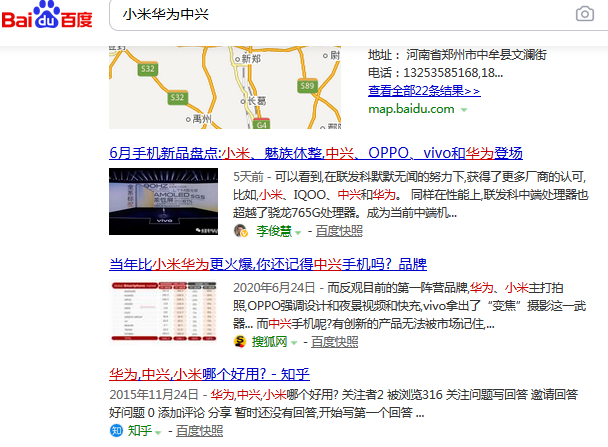 Bai du 百度
小米华为中兴
登封
新郑
尉
S32
S32
S89
长葛
禹州
G4
鄢
地址： 河南省郑州市中牟县文澜街
电话：13253585168,18...
查看全部22条结果>>
map.baidu.com
6月手机新品盘点:小米、魅族休整,中兴、OPPO、vivo和华为登场
5天前 - 可以看到,在联发科默默无闻的努力下,获得了更多厂商的认可,
比如,小米、IQOO、中兴和华为。 同样在性能上,联发科中端处理器也
超越了骁龙765G处理器。成为当前中端机...
李俊慧 - 百度快照
当年比小米华为更火爆,你还记得中兴手机吗? 品牌
2020年6月24日 - 而反观目前的第一阵营品牌,华为、小米主打拍
照,OPPO强调设计和夜景视频和快充,vivo拿出了“变焦”摄影这一武
器... 而中兴手机呢?有创新的产品无法被市场记住,...
搜狐网 - 百度快照
华为,中兴,小米哪个好用? - 知乎
2015年11月24日 - 华为,中兴,小米哪个好用? 关注者2 被浏览316 关注问题写回答 邀请回答
好问题 0 添加评论 分享 暂时还没有回答,开始写第一个回答 ...
知乎 - 百度快照